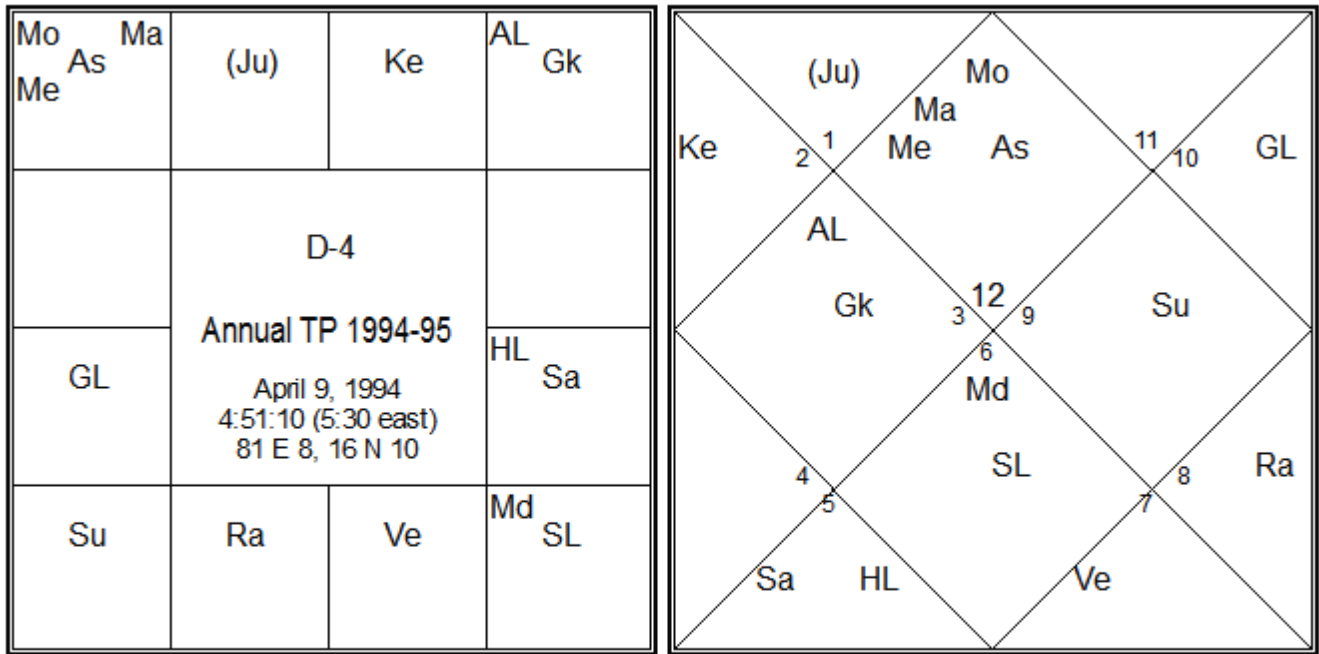 Mo Ma
As
Me
(Ju)
Ke
AL
Gk
D-4
Annual TP 1994-95
April 9, 1994
4:51:10 (5:30 east)
81 E 8, 16 N 10
GL
HL
Sa
Su
Ra
Ve
Md
SL
(Ju) Mo
Ma
Ke 2 1 Me As 11 10 GL
AL
Gk 3 12 9 Su
6
Md
4 SL 8 Ra
5 7
Sa HL Ve